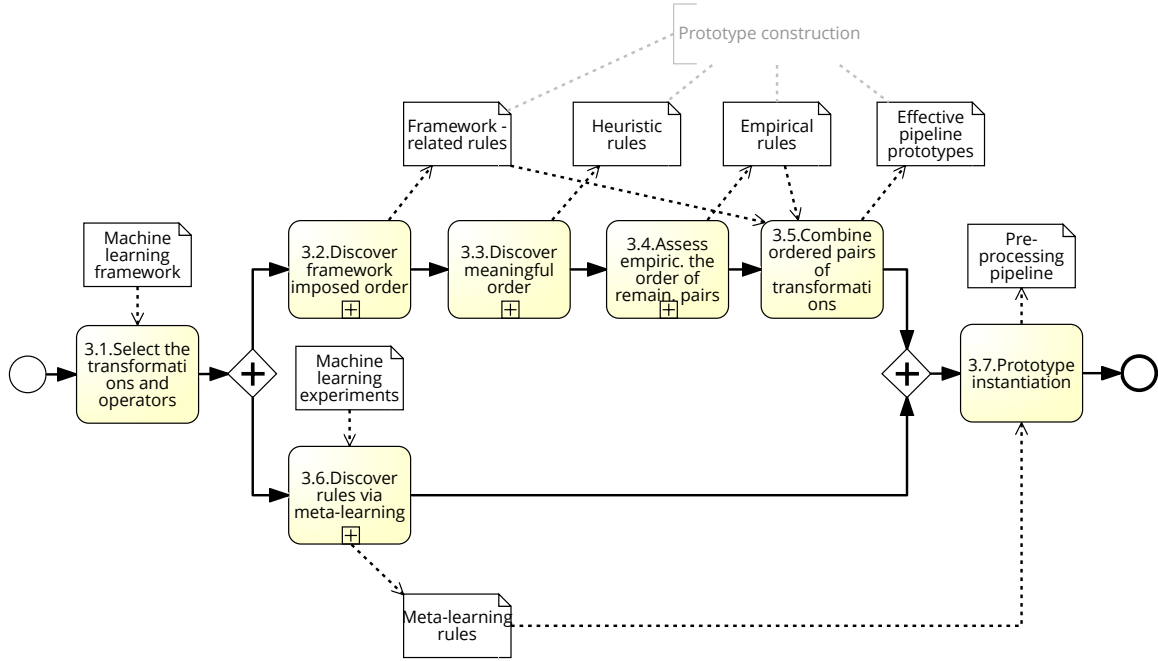 Prototype construction
Framework -
related rules
Heuristic
rules
Empirical
rules
Effective
pipeline
prototypes
Machine
learning
framework
3.2.Discover
framework
imposed order
3.3.Discover
meaningful
order
3.4.Assess
empiric. the
order of
remain. pairs
3.5.Combine
ordered pairs
of
transformati
ons
Pre-
processing
pipeline
3.1.Select the
transformati
ons and
operators
Machine
learning
experiments
3.7.Prototype
instantiation
3.6.Discover
rules via
meta-learning
Meta-learning
rules